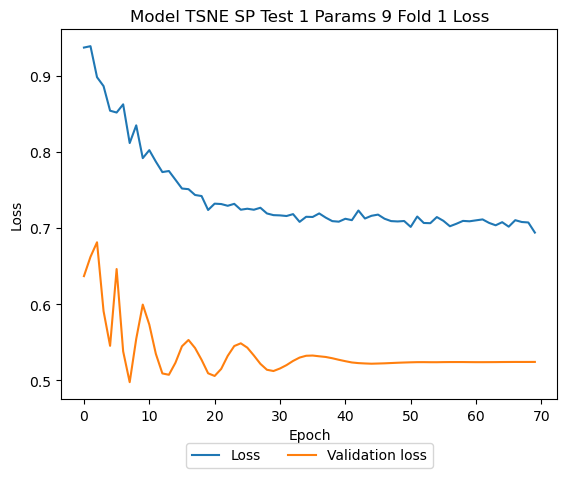 Model TSNE SP Test 1 Params 9 Fold 1 Loss
Loss
0.9
0.8
0.7
0.6
0.5
0 10 20 30 40 50 60 70
Epoch
Loss Validation loss